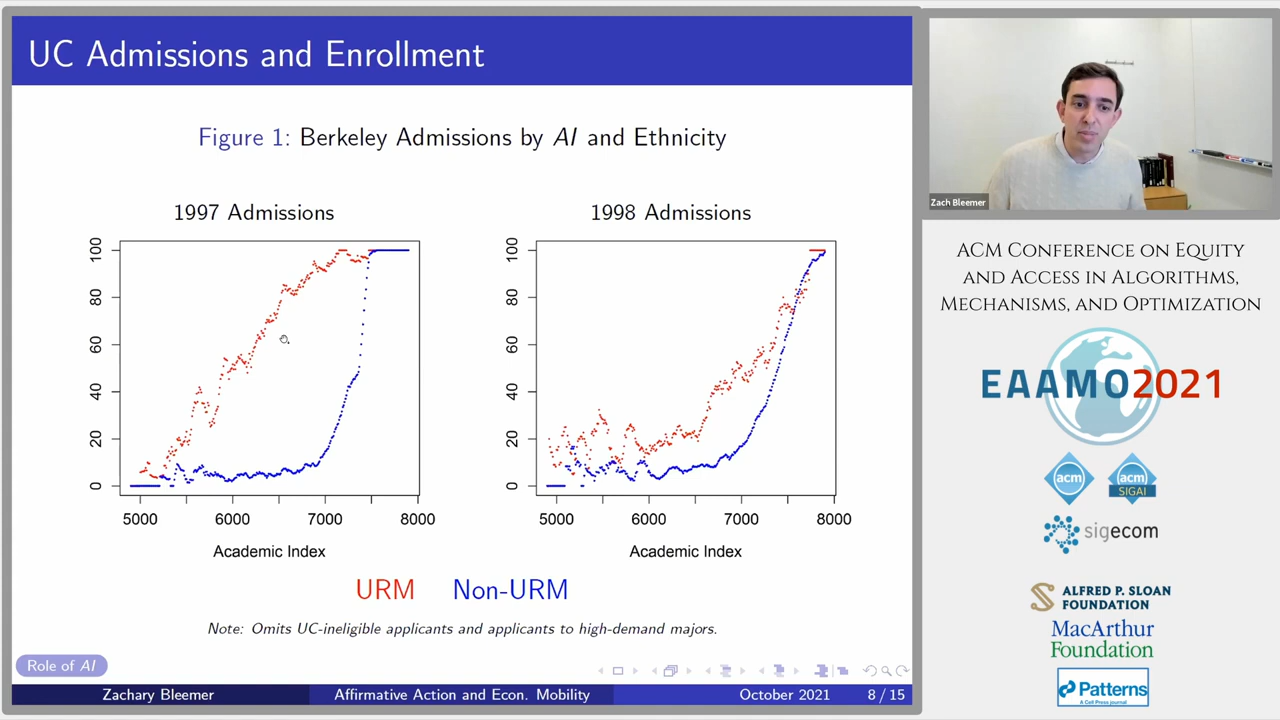 UC Admissions and Enrollment
Figure 1: Berkeley Admissions by AI and Ethnicity
1997 Admissions
1998 Admissions
100
80
60
40
20
0
5000 6000 7000 8000
Academic Index
100
80
60
40
20
0
5000 6000 7000 8000
Academic Index
URM Non-URM
Note: Omits UC-ineligible applicants and applicants to high-demand majors.
Role of AI
Zachary Bleemer Affirmative Action and Econ. Mobility October 2021 8 / 15
Zach Bleemer
ACM Conference on Equity
and Access in Algorithms,
Mechanisms, and Optimization
EAAMO2021
acm
acm
SIGAI
sigecom
ALFRED P. SLOAN
FOUNDATION
MacArthur
Foundation
Patterns
A Cell Press journal